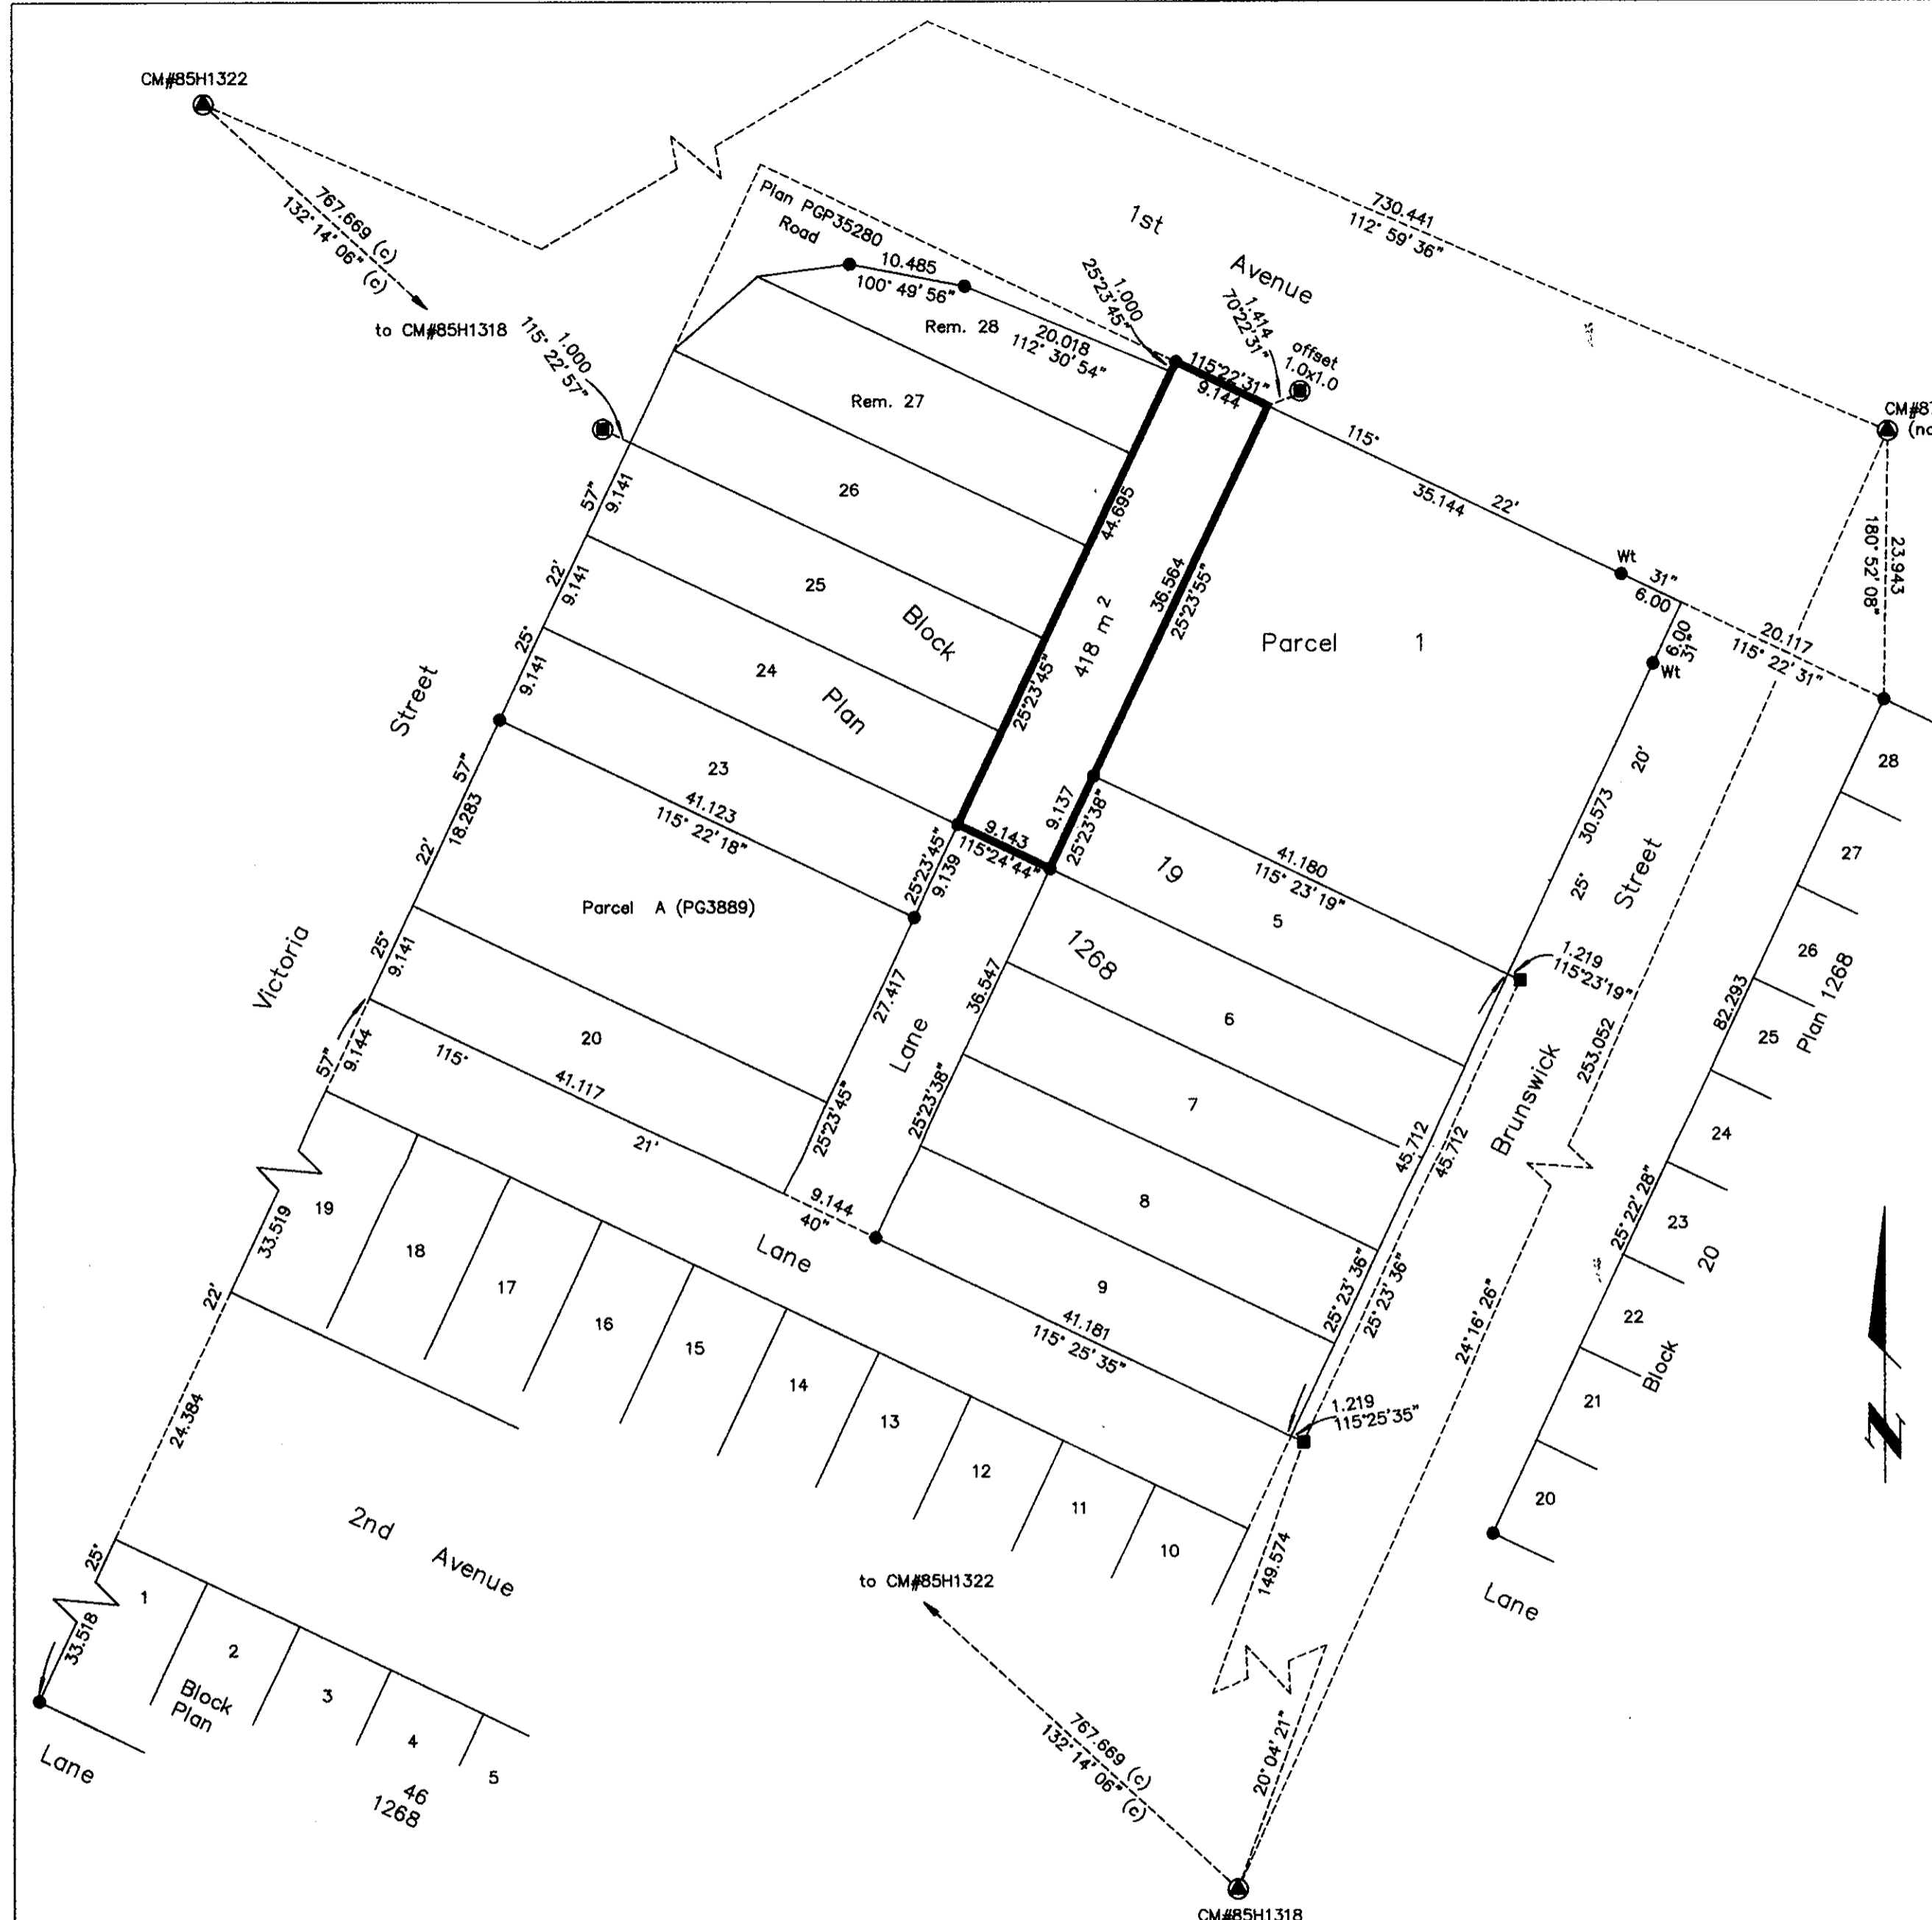 CM#85H1322
767.669 (c)
132° 14' 06" (c)
to CM#85H1318
Plan PGP35280
Road
10.485
100° 49' 56"
Rem. 28
20.018
112° 30' 54"
1st
Avenue
730.441
112° 59' 36"
1.000
25°23'45"
1.414
70°22'31"
offset
1.0x1.0
115°22'31"
9.144
1.000
115° 22' 57"
Rem. 27
26
25
24
23
Block
Plan
57"
9.141
22'
9.141
25°
9.141
44.695
25°23'45"
418 m 2
36.564
25°23'55"
Parcel 1
115°
22'
35.144
Wt
31"
6.00
6.00
31"
Wt
20.117
115° 22' 31"
23.943
180° 52' 08"
Street
Victoria
57"
18.283
22'
25°
9.141
41.123
115° 22' 18"
Parcel A (PG3889)
25°23'45"
9.139
9.143
115°24'44"
9.137
25°23'38"
19
1268
41.180
115° 23' 19"
5
6
7
8
9
20'
30.573
25°
Street
Brunswick
1.219
115°23'19"
28
27
26
25
24
23
22
21
20
Plan 1268
20
Block
82.293
25° 22' 28"
253.052
24° 16' 26"
27.417
25°23'45"
Lane
36.547
25°23'38"
20
57"
9.144
115°
41.117
21'
9.144
40"
Lane
45.712
25° 23' 36"
45.712
25° 23' 36"
41.181
115° 25' 35"
1.219
115°25'35"
19
18
17
16
15
14
13
12
11
10
33.519
22'
24.384
25°
2nd Avenue
33.518
1
2
3
4
5
Block
Plan
46
1268
Lane
Lane
to CM#85H1322
149.574
767.669 (c)
132° 14' 06" (c)
20° 04' 21"
CM#85H1318